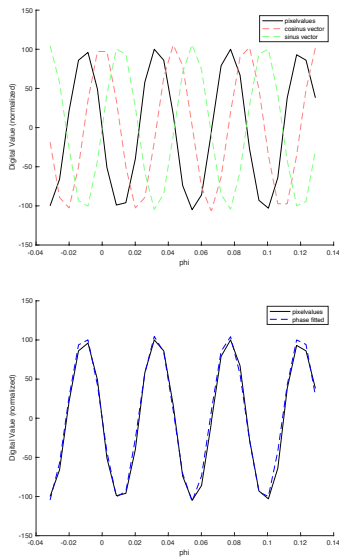 150
100
50
0
-50
-100
-150
Digital Value (normalized)
pixelvalues
cosinus vector
sinus vector
-0.04 -0.02 0 0.02 0.04 0.06 0.08 0.1 0.12 0.14
phi
150
100
50
0
-50
-100
-150
Digital Value (normalized)
pixelvalues
phase fitted
-0.04 -0.02 0 0.02 0.04 0.06 0.08 0.1 0.12 0.14
phi